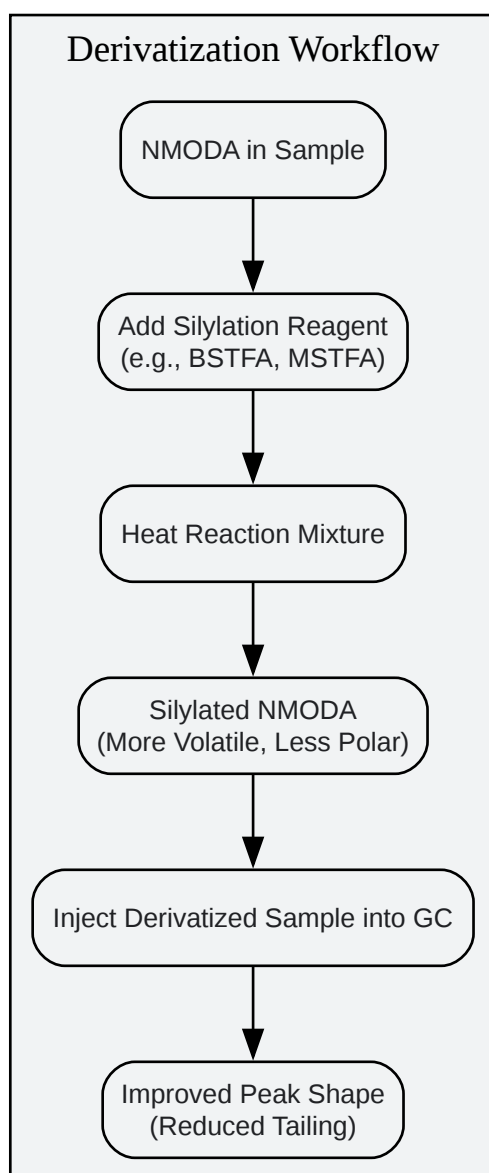 Derivatization Workflow
NMODA in Sample
Add Silylation Reagent
(e.g., BSTFA, MSTFA)
Heat Reaction Mixture
Silylated NMODA
(More Volatile, Less Polar)
Inject Derivatized Sample into GC
Improved Peak Shape
(Reduced Tailing)